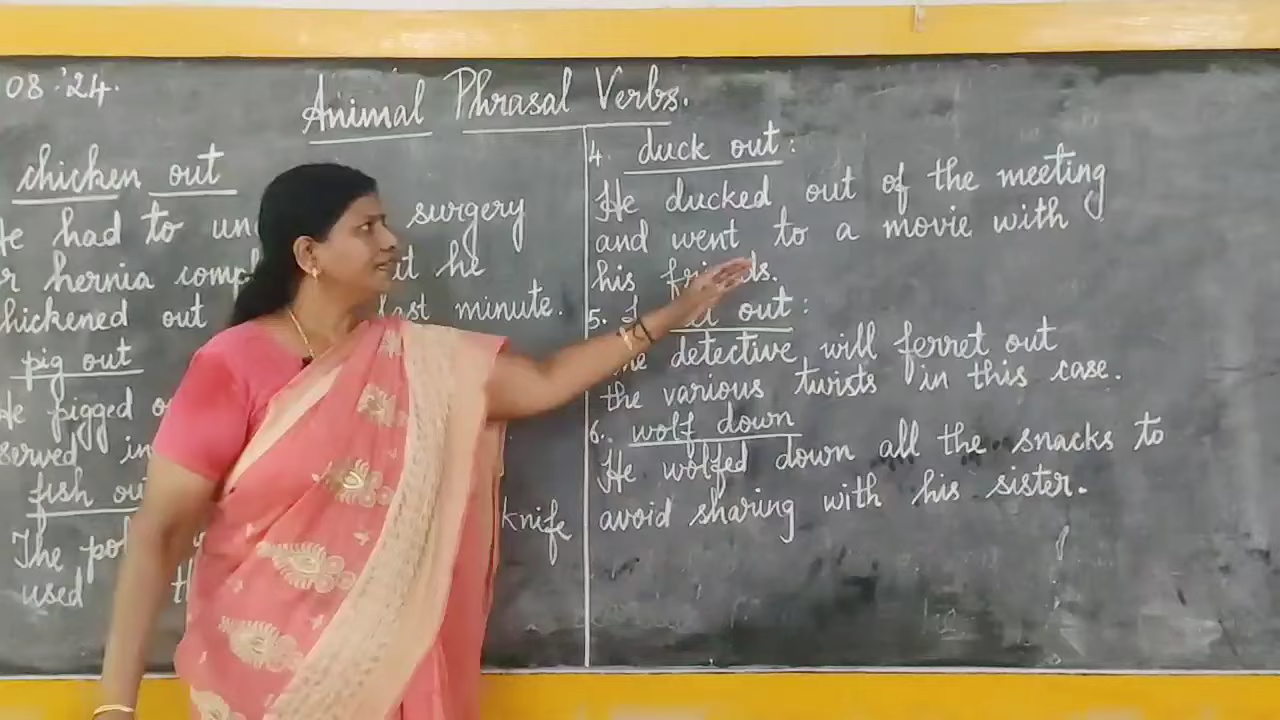 08.'24.
Animal Phrasal Verbs.
chicken out
had to surgery
hernia he
out last minute.
pig out
pigged
served in
fish
The knife
used
4. duck out:
He ducked out of the meeting
and went to a movie with
his friends.
5. out:
detective will ferret out
the various twists in this case.
6. wolf down
He wolfed down all the snacks to
avoid sharing with his sister.